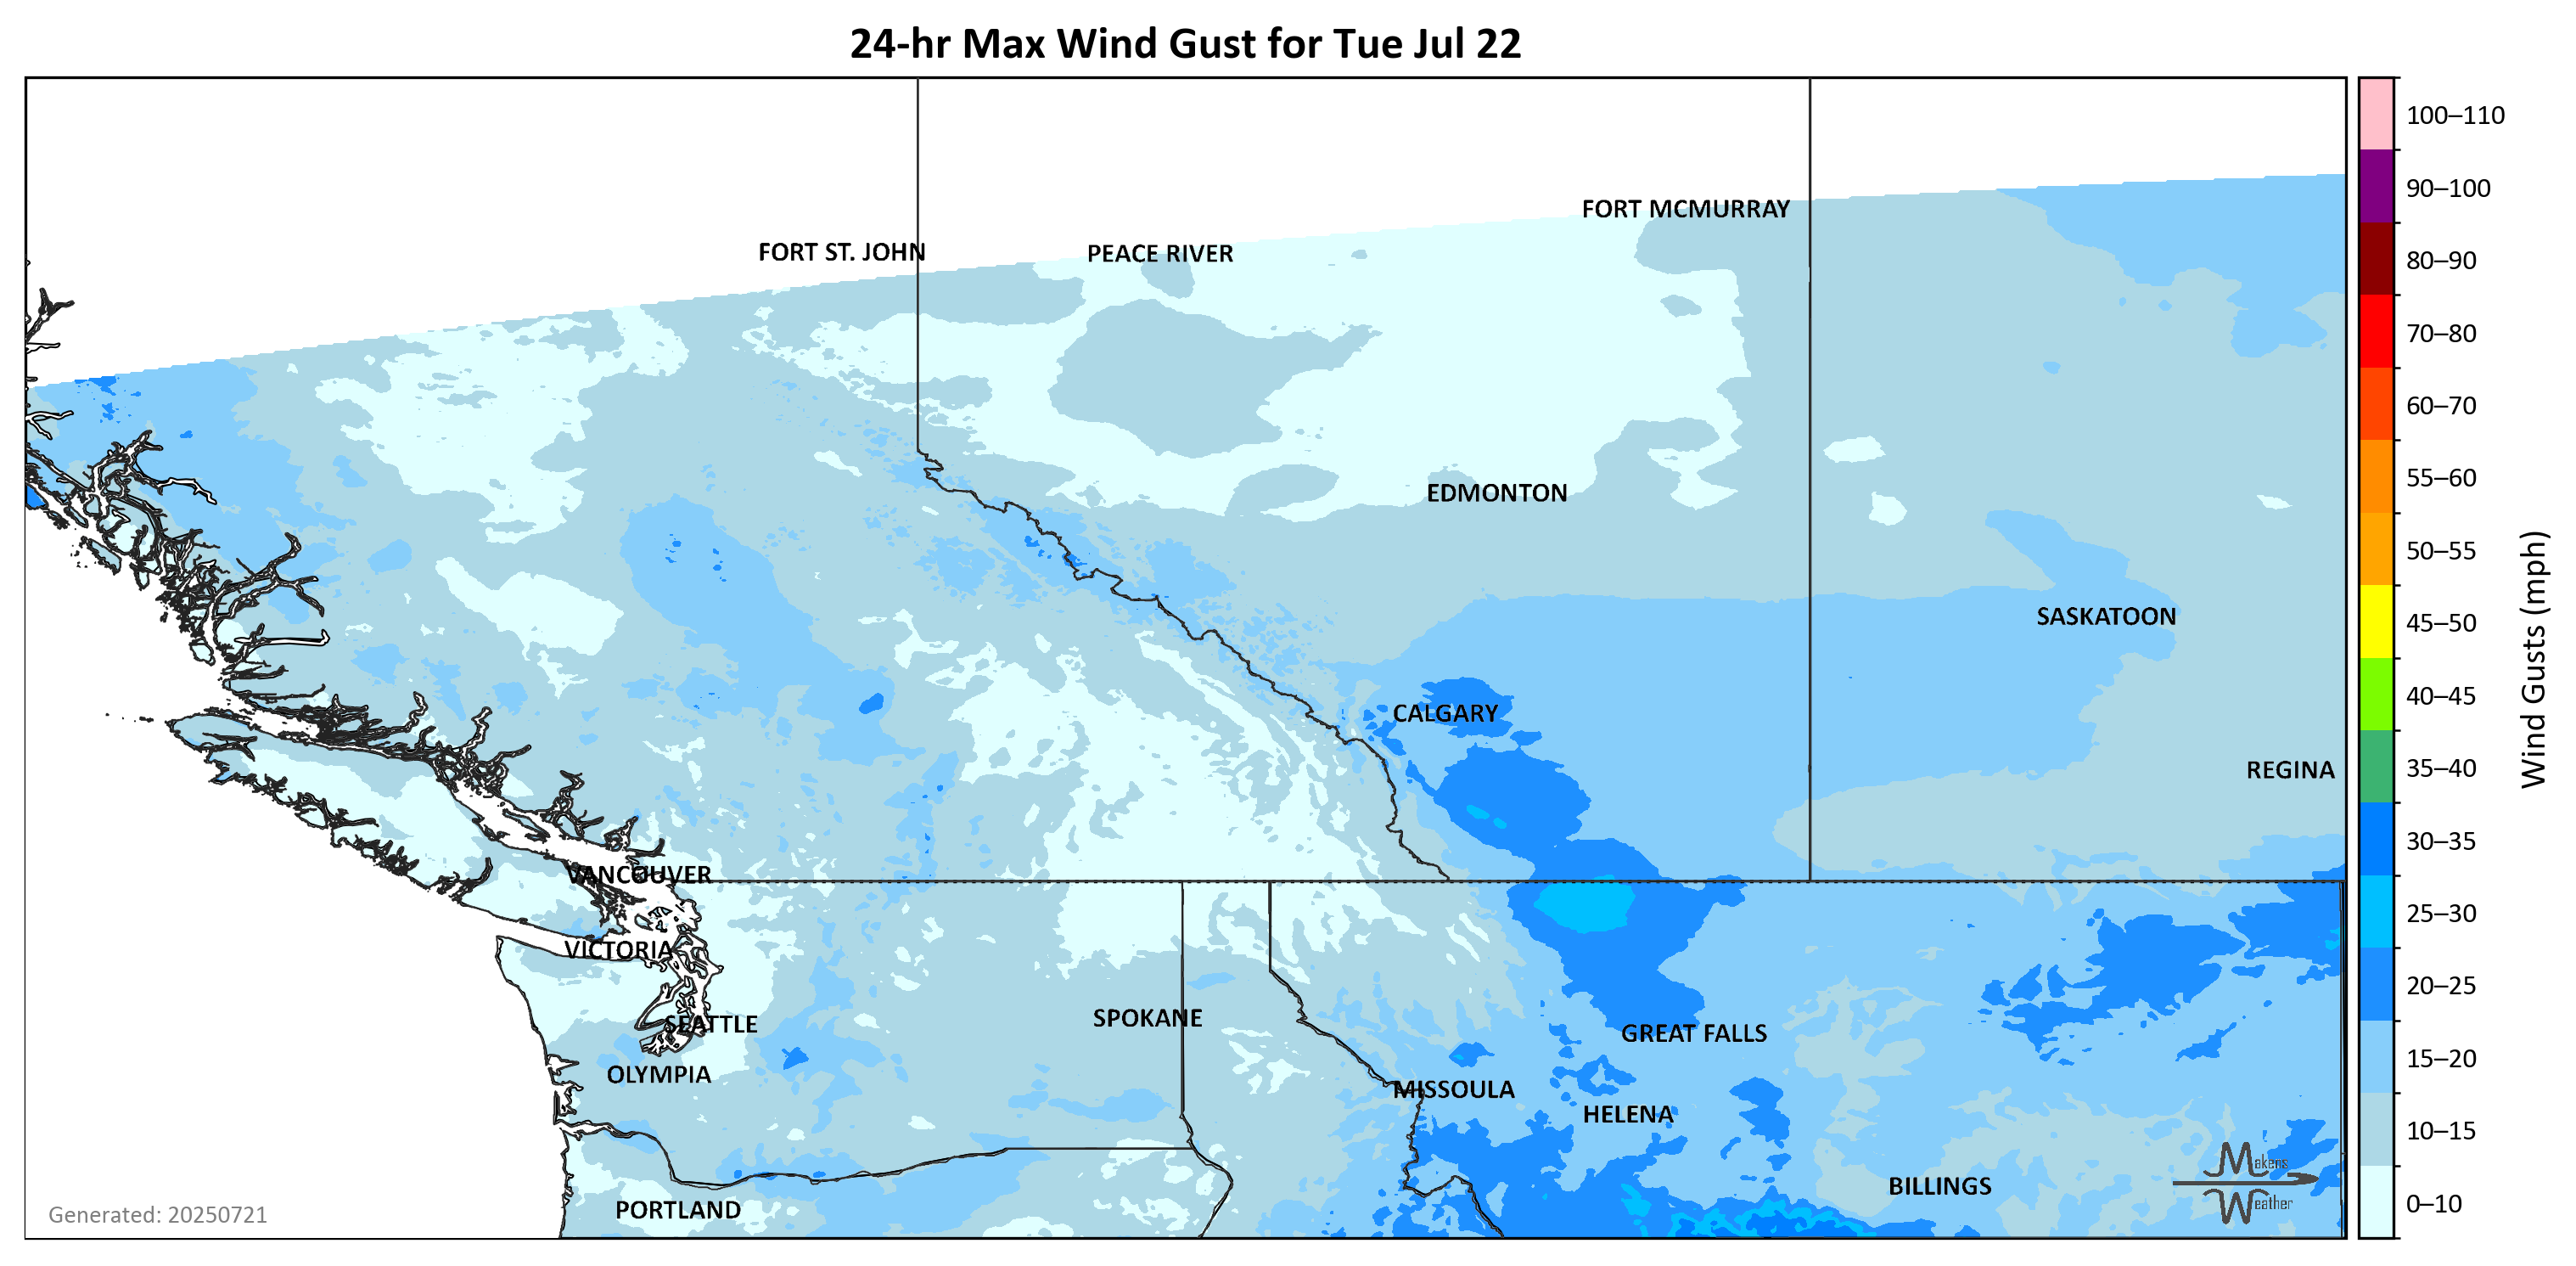 24-hr Max Wind Gust for Tue Jul 22
FORT MCMURRAY
FORT ST. JOHN
PEACE RIVER
EDMONTON
SASKATOON
CALGARY
REGINA
VANCOUVER
VICTORIA
SEATTLE
SPOKANE
GREAT FALLS
OLYMPIA
MISSOULA
HELENA
BILLINGS
PORTLAND
Makens
Weather
Generated: 20250721
100–110
90–100
80–90
70–80
60–70
55–60
50–55
45–50
40–45
35–40
30–35
25–30
20–25
15–20
10–15
0–10
Wind Gusts (mph)